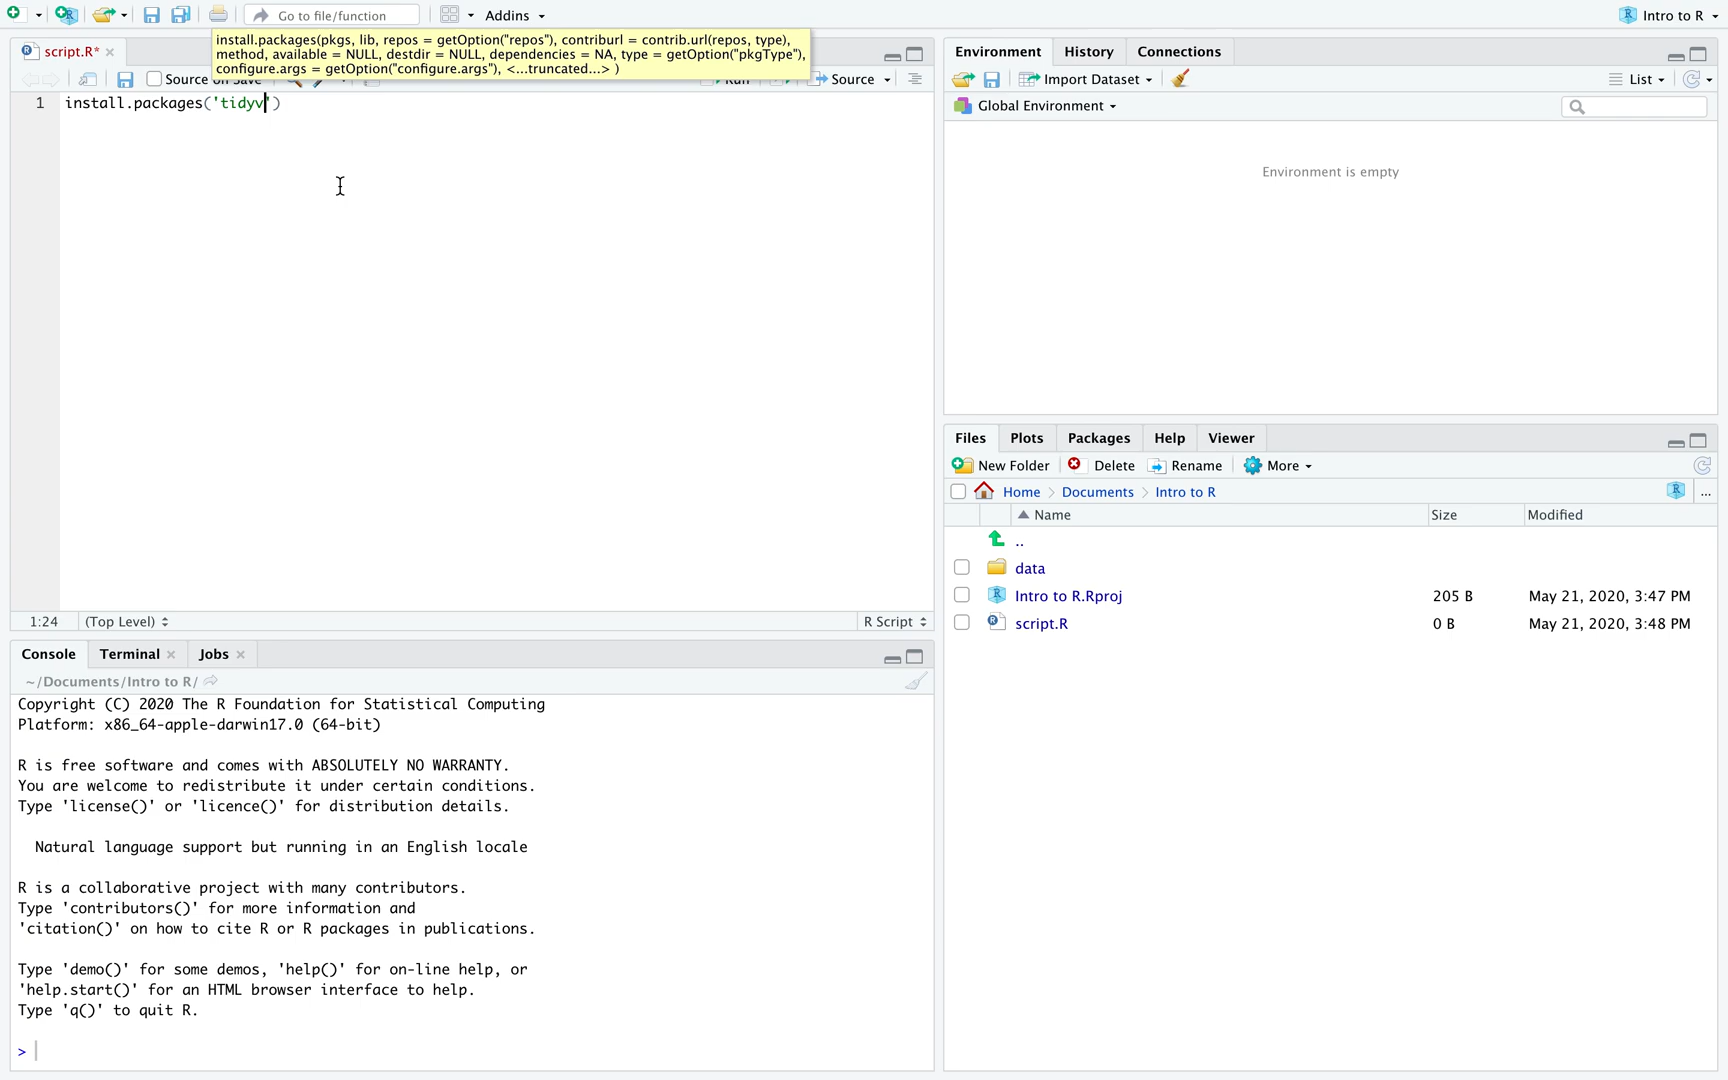 Go to file/function
Addins
Intro to R
script.R*
install.packages(pkgs, lib, repos = getOption("repos"), contriburl = contrib.url(repos, type),
method, available = NULL, destdir = NULL, dependencies = NA, type = getOption("pkgType"),
configure.args = getOption("configure.args"), <...truncated...> )
Source on Save
Run
Source
1 install.packages('tidyv')
1:24 (Top Level) R Script
Console Terminal Jobs
~/Documents/Intro to R/
Copyright (C) 2020 The R Foundation for Statistical Computing
Platform: x86_64-apple-darwin17.0 (64-bit)
R is free software and comes with ABSOLUTELY NO WARRANTY.
You are welcome to redistribute it under certain conditions.
Type 'license()' or 'licence()' for distribution details.
Natural language support but running in an English locale
R is a collaborative project with many contributors.
Type 'contributors()' for more information and
'citation()' on how to cite R or R packages in publications.
Type 'demo()' for some demos, 'help()' for on-line help, or
'help.start()' for an HTML browser interface to help.
Type 'q()' to quit R.
>
Environment History Connections
Import Dataset List
Global Environment
Environment is empty
Files Plots Packages Help Viewer
New Folder Delete Rename More
Home > Documents > Intro to R ...
Name Size Modified
..
data
Intro to R.Rproj 205 B May 21, 2020, 3:47 PM
script.R 0 B May 21, 2020, 3:48 PM